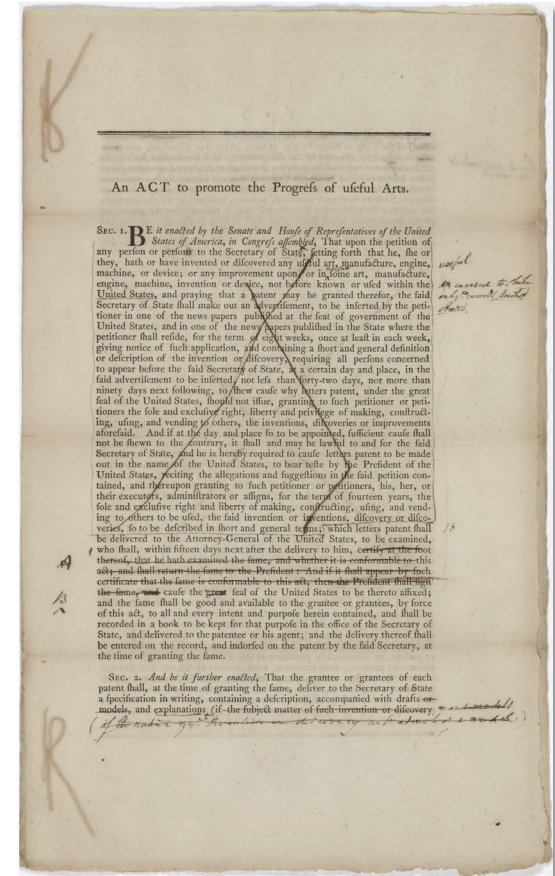 An ACT to promote the Progreſs of uſeful Arts.
SEC. 1. BE it enacted by the Senate and Houſe of Repreſentatives of the United
States of America, in Congreſs aſſembled, That upon the petition of
any perſon or perſons to the Secretary of State, ſetting forth that he, ſhe or
they, hath or have invented or diſcovered any uſeful art, manufacture, engine,
machine, or device; or any improvement upon, or in ſome art, manufacture,
engine, machine, invention or device, not before known or uſed within the
United States, and praying that a patent may be granted therefor, the ſaid
Secretary of State ſhall make out an advertiſement, to be inſerted by the peti-
tioner in one of the news papers publiſhed at the ſeat of government of the
United States, and in one of the news papers publiſhed in the State where the
petitioner ſhall reſide, for the term of eight weeks, once at leaſt in each week,
giving notice of ſuch application, and containing a ſhort and general definition
or deſcription of the invention or diſcovery, requiring all perſons concerned
to appear before the ſaid Secretary of State, at a certain day and place, in the
ſaid advertiſement to be inſerted, not leſs than forty-two days, nor more than
ninety days next following, to ſhew cauſe why letters patent, under the great
ſeal of the United States, ſhould not iſſue, granting to ſuch petitioner or peti-
tioners the ſole and excluſive right, liberty and privilege of making, conſtruct-
ing, uſing, and vending to others, the inventions, diſcoveries or improvements
aforeſaid. And if at the day and place ſo to be appointed, ſufficient cauſe ſhall
not be ſhewn to the contrary, it ſhall and may be lawful to and for the ſaid
Secretary of State, and he is hereby required to cauſe letters patent to be made
out in the name of the United States, to bear teſte by the Preſident of the
United States, reciting the allegations and ſuggeſtions in the ſaid petition con-
tained, and thereupon granting to ſuch petitioner or petitioners, his, her, or
their executors, adminiſtrators or aſſigns, for the term of fourteen years, the
ſole and excluſive right and liberty of making, conſtructing, uſing, and vend-
ing to others to be uſed, the ſaid invention or inventions, diſcovery or diſco-
veries, ſo to be deſcribed in ſhort and general terms; which letters patent ſhall
be delivered to the Attorney-General of the United States, to be examined,
who ſhall, within fifteen days next after the delivery to him, certify at the foot
thereof, that he hath examined the ſame, and whether it is conformable to this
act; and ſhall return the ſame to the Preſident: And if it ſhall appear by ſuch
certificate that the ſame is conformable to this act, then the Preſident ſhall ſign
the ſame, and cauſe the great ſeal of the United States to be thereto affixed;
and the ſame ſhall be good and available to the grantee or grantees, by force
of this act, to all and every intent and purpoſe herein contained, and ſhall be
recorded in a book to be kept for that purpoſe in the office of the Secretary of
State, and delivered to the patentee or his agent; and the delivery thereof ſhall
be entered on the record, and indorſed on the patent by the ſaid Secretary, at
the time of granting the ſame.
SEC. 2. And be it further enacted, That the grantee or grantees of each
patent ſhall, at the time of granting the ſame, deliver to the Secretary of State
a ſpecification in writing, containing a deſcription, accompanied with drafts or
models, and explanations (if the ſubject matter of ſuch invention or diſcovery
useful
States.
A
B